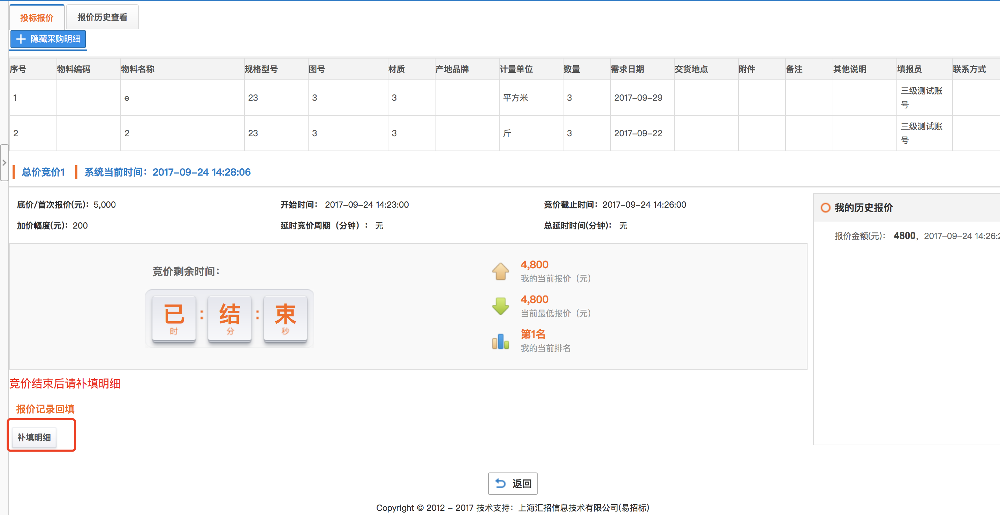 投标报价 报价历史查看
隐藏采购明细
序号 物料编码 物料名称 规格型号 图号 材质 产地品牌 计量单位 数量 需求日期 交货地点 附件 备注 其他说明 填报员 联系方式
1 e 23 3 3 平方米 3 2017-09-29 三级测试账
号
2 2 23 3 3 斤 3 2017-09-22 三级测试账
号
总价竞价1 系统当前时间：2017-09-24 14:28:06
底价/首次报价(元)：5,000 开始时间： 2017-09-24 14:23:00 竞价截止时间：2017-09-24 14:26:00
加价幅度(元)：200 延时竞价周期（分钟）： 无 总延时时间(分钟)： 无
我的历史报价
报价金额(元)： 4800, 2017-09-24 14:26:2
竞价剩余时间：
已 : 结 : 束
时 分 秒
4,800
我的当前报价（元）
4,800
当前最低报价（元）
第1名
我的当前排名
竞价结束后请补填明细
报价记录回填
补填明细
返回
Copyright © 2012 - 2017 技术支持：上海汇招信息技术有限公司(易招标)